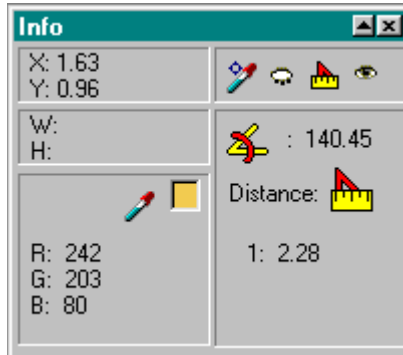 Info
X: 1.63
Y: 0.96
W:
H:
R: 242
G: 203
B: 80
: 140.45
Distance:
1: 2.28